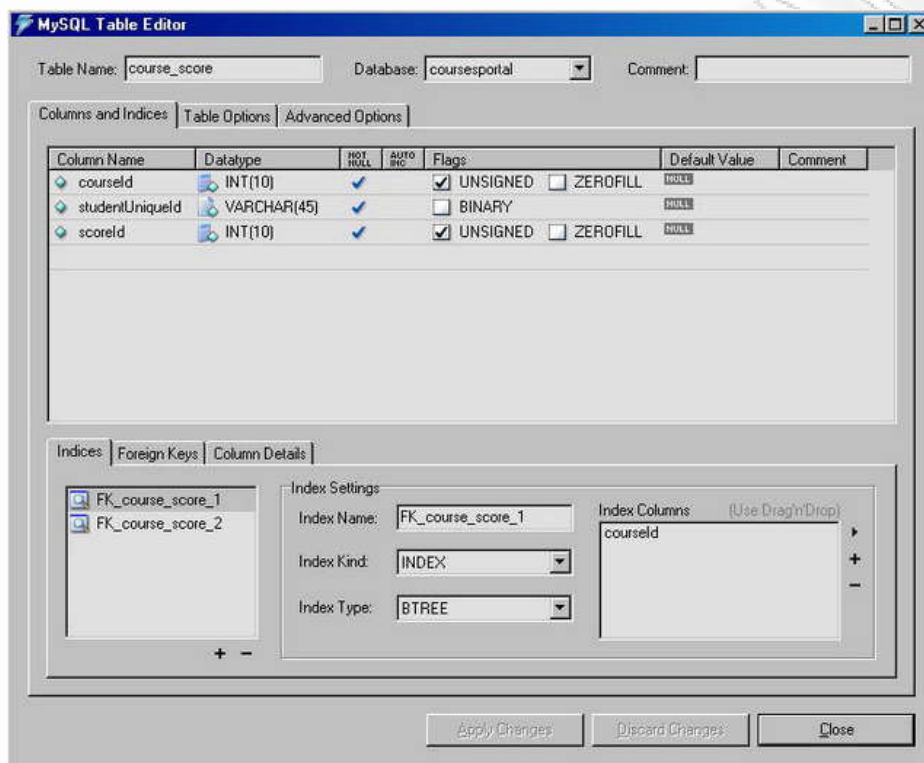 MySQL Table Editor
Table Name: course_score Database: coursesportal Comment:
Columns and Indices Table Options Advanced Options
Column Name Datatype NOT NULL AUTO INC Flags Default Value Comment
courseId INT(10) UNSIGNED ZEROFILL NULL
studentUniqueId VARCHAR(45) BINARY NULL
scoreId INT(10) UNSIGNED ZEROFILL NULL
Indices Foreign Keys Column Details
FK_course_score_1
FK_course_score_2
Index Settings
Index Name: FK_course_score_1
Index Kind: INDEX
Index Type: BTREE
Index Columns (Use Drag'n'Drop)
courseId
Apply Changes Discard Changes Close